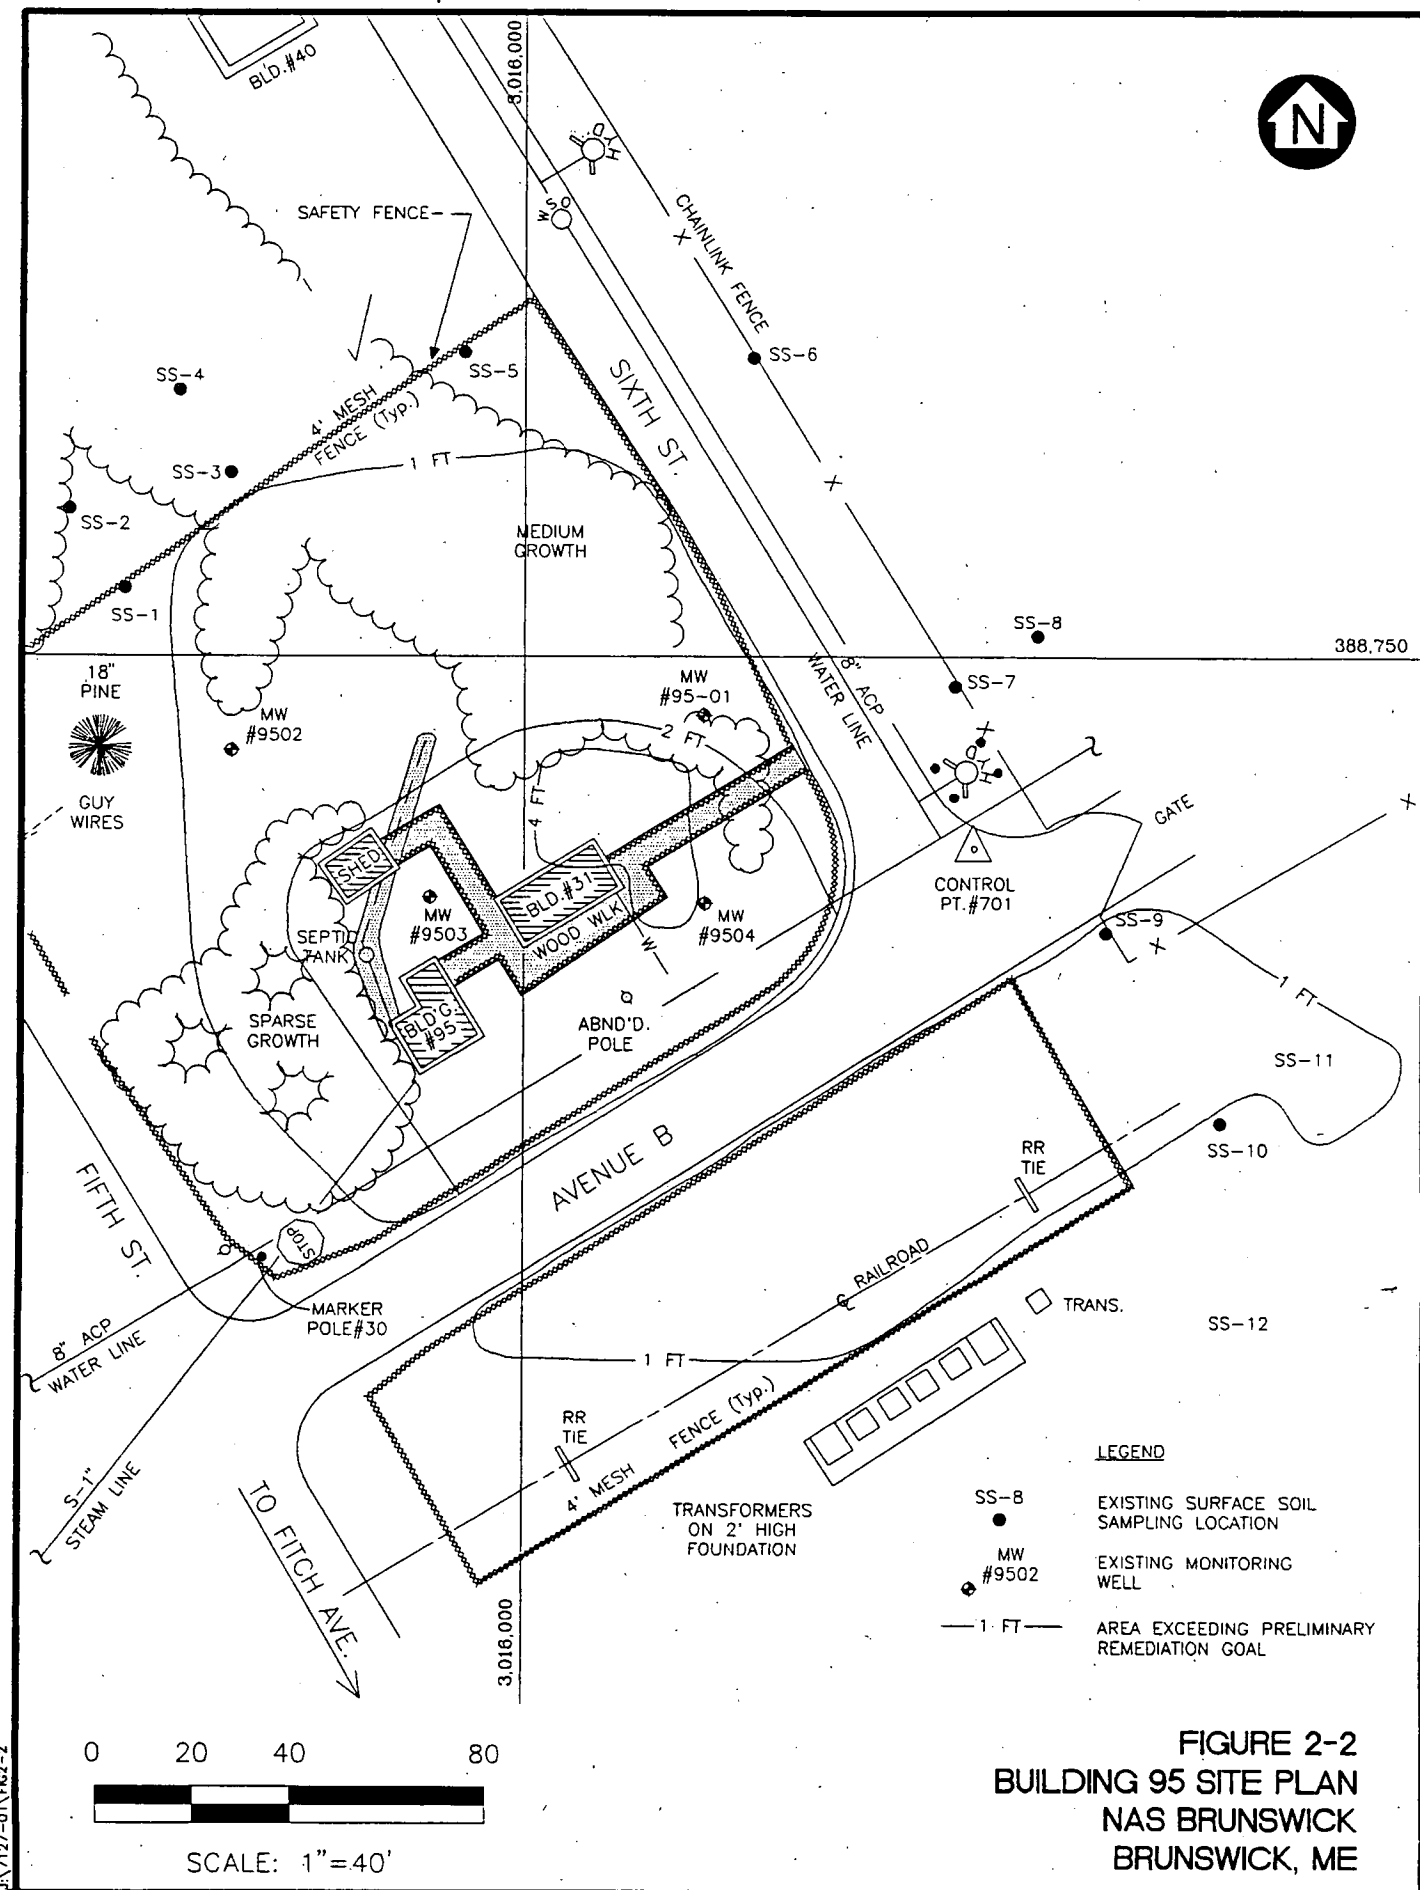 BLD.#40
3,016,000
N
HYD.
W.S.O
SAFETY FENCE
CHAINLINK FENCE
X
SS-6
SS-4
SS-5
SIXTH ST.
4' MESH
FENCE (Typ.)
1 FT
SS-3
X
SS-2
MEDIUM
GROWTH
SS-1
SS-8
388,750
18"
PINE
8" ACP
WATER LINE
SS-7
MW
#95-01
MW
#9502
2 FT
X
HYD
GUY
WIRES
4 FT
GATE
X
SHED
BLD.#31
CONTROL
PT.#701
MW
#9503
WOOD WLK
MW
#9504
SS-9
X
SEPTIC
TANK
W
1 FT
SPARSE
GROWTH
BLD'G.
#95
ABND'D.
POLE
SS-11
AVENUE B
RR
TIE
SS-10
FIFTH ST.
STOP
RAILROAD
MARKER
POLE#30
TRANS.
SS-12
8" ACP
WATER LINE
1 FT
FENCE (Typ.)
RR
TIE
4' MESH
S-1"
STEAM LINE
TO FITCH AVE.
TRANSFORMERS
ON 2' HIGH
FOUNDATION
3,016,000
LEGEND
SS-8
EXISTING SURFACE SOIL
SAMPLING LOCATION
MW
#9502
EXISTING MONITORING
WELL
1 FT
AREA EXCEEDING PRELIMINARY
REMEDIATION GOAL
0 20 40 80
SCALE: 1"=40'
FIGURE 2-2
BUILDING 95 SITE PLAN
NAS BRUNSWICK
BRUNSWICK, ME